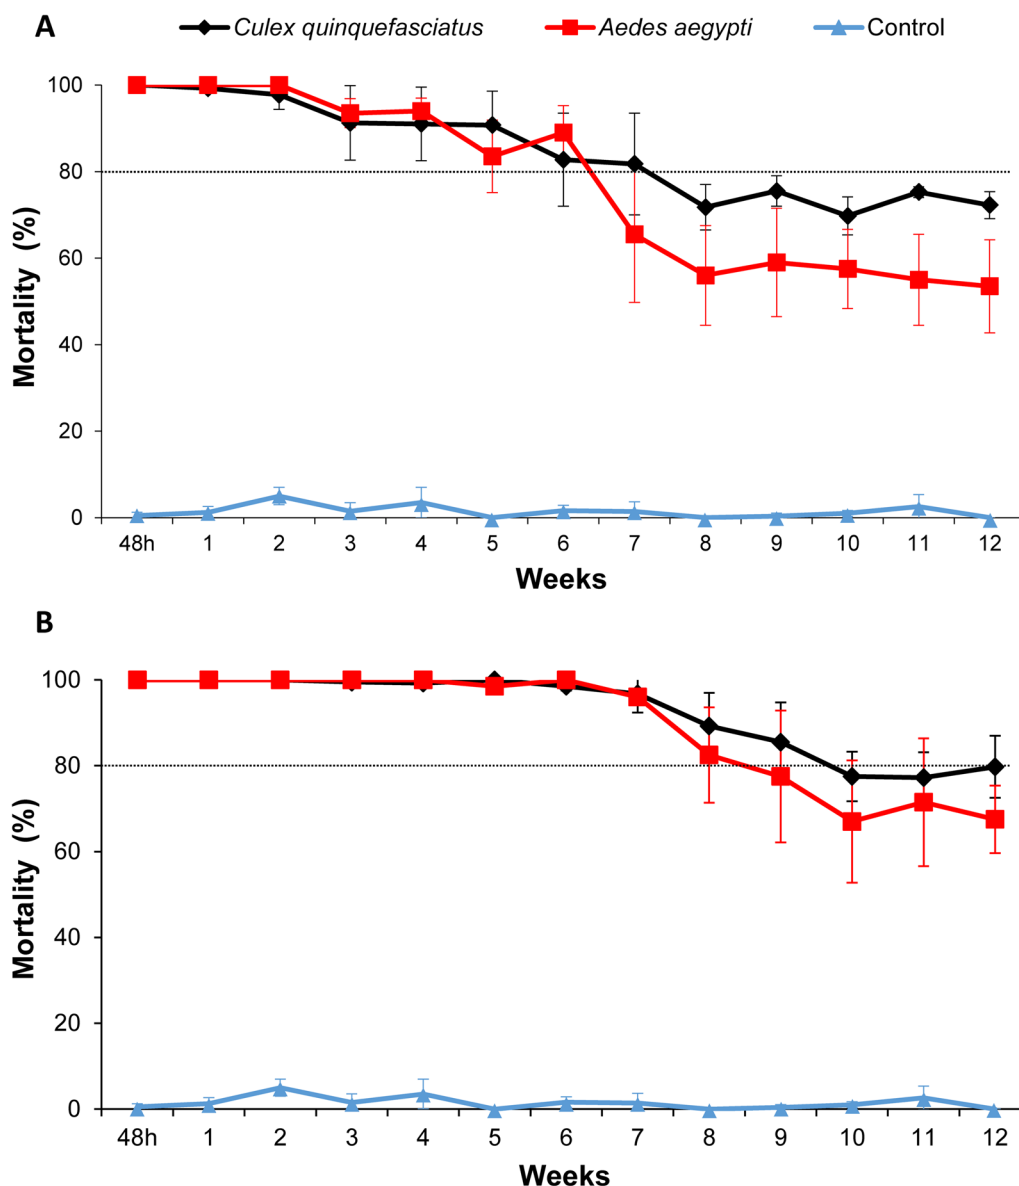 A
Culex quinquefasciatus Aedes aegypti Control
100
80
60
40
20
0
Mortality (%)
48h 1 2 3 4 5 6 7 8 9 10 11 12
Weeks
B
100
80
60
40
20
0
Mortality (%)
48h 1 2 3 4 5 6 7 8 9 10 11 12
Weeks